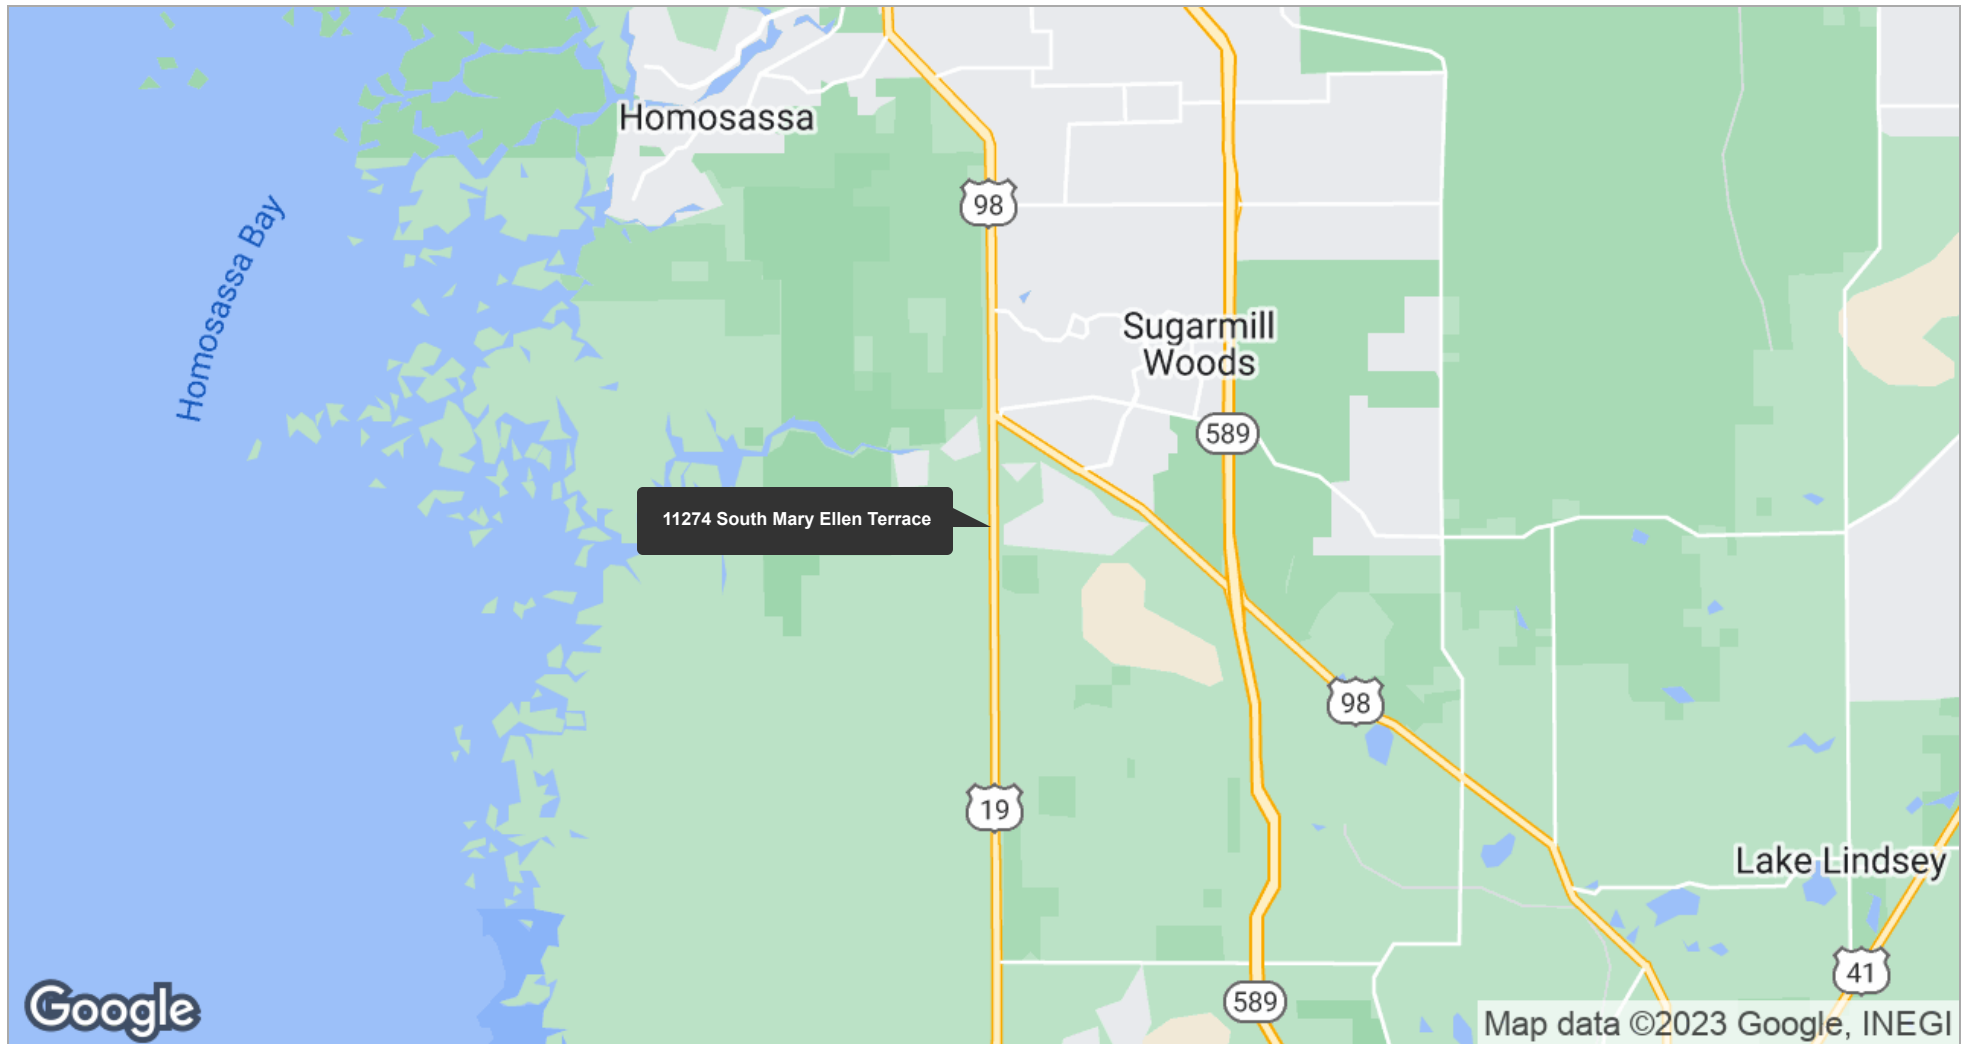 Homosassa
Homosassa Bay
98
Sugarmill
Woods
589
11274 South Mary Ellen Terrace
98
19
Lake Lindsey
41
589
Google
Map data ©2023 Google, INEGI